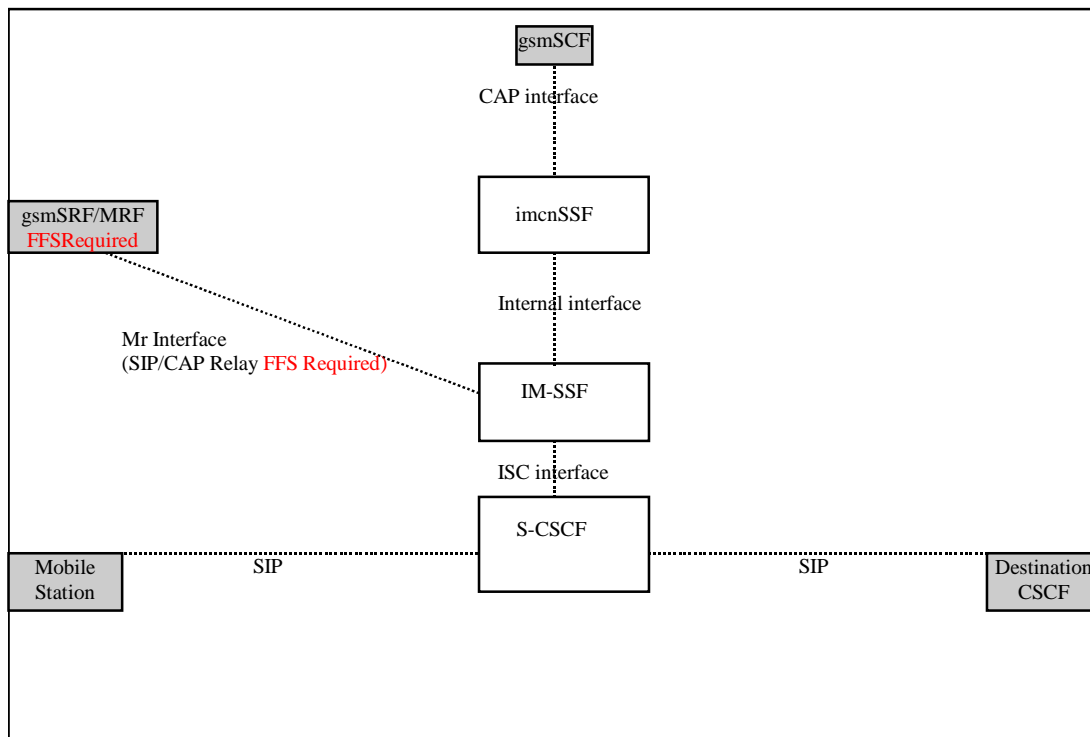 gsmSCF
CAP interface
gsmSRF/MRF
FFSRequired
imcnSSF
Internal interface
Mr Interface
(SIP/CAP Relay FFS Required)
IM-SSF
ISC interface
S-CSCF
Mobile
Station
SIP
SIP
Destination
CSCF